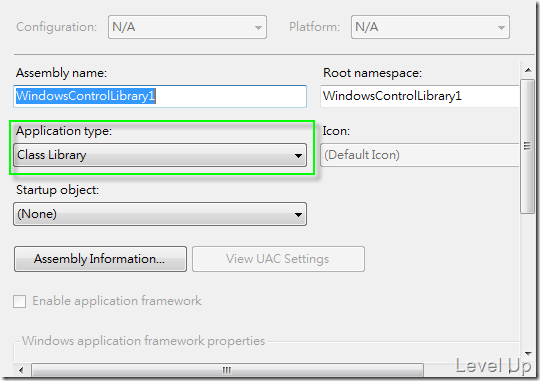 Configuration: N/A Platform: N/A
Assembly name: Root namespace:
WindowsControlLibrary1 WindowsControlLibrary1
Application type: Icon:
Class Library (Default Icon)
Startup object:
(None)
Assembly Information... View UAC Settings
Enable application framework
Windows application framework properties
Level Up